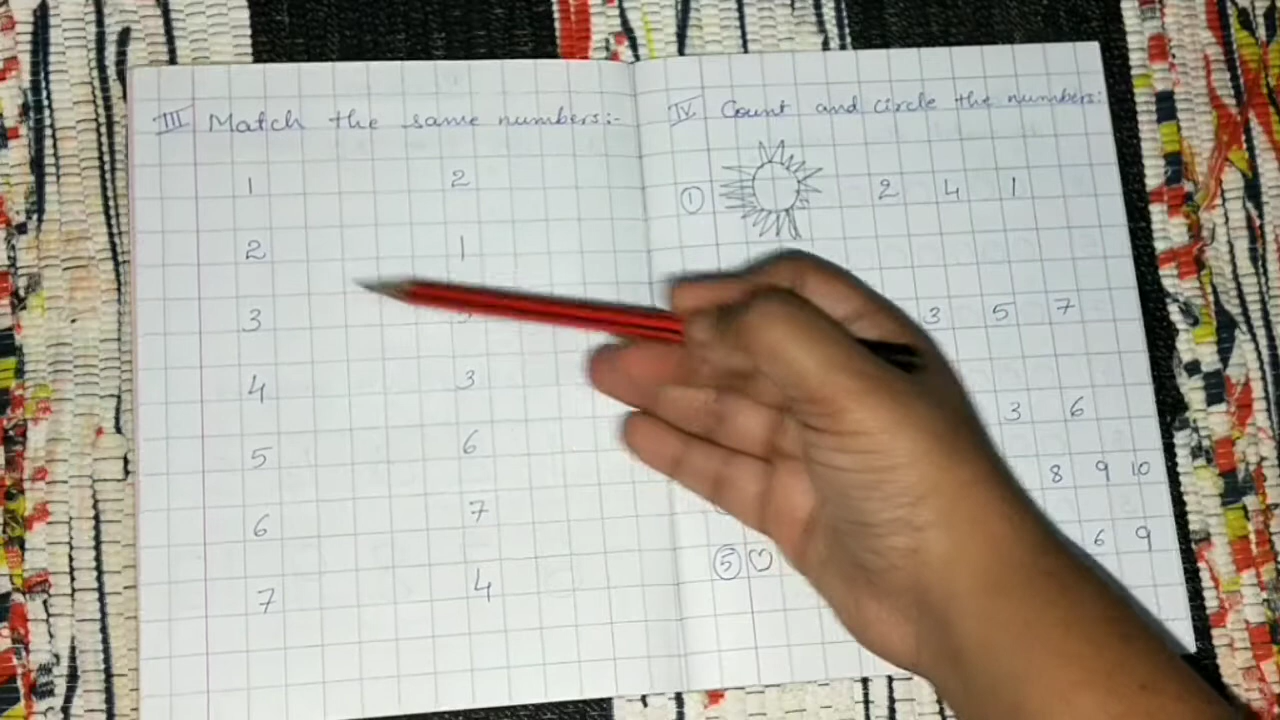 III Match the same numbers:-
1 2
2 1
3
4 3
5 6
6 7
7 4
IV Count and circle the numbers:
① 2 4 1
3 5 7
3 6
8 9 10
6 9
⑤